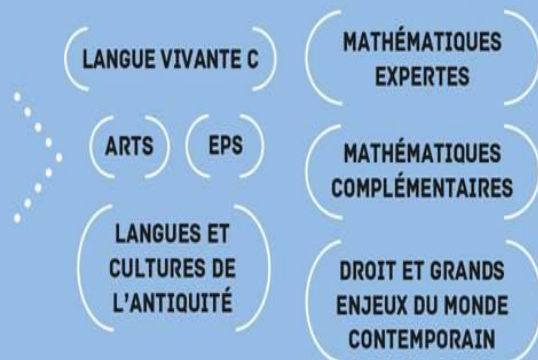 LANGUE VIVANTE C
ARTS
EPS
LANGUES ET
CULTURES DE
L'ANTIQUITÉ
MATHÉMATIQUES
EXPERTES
MATHÉMATIQUES
COMPLÉMENTAIRES
DROIT ET GRANDS
ENJEUX DU MONDE
CONTEMPORAIN